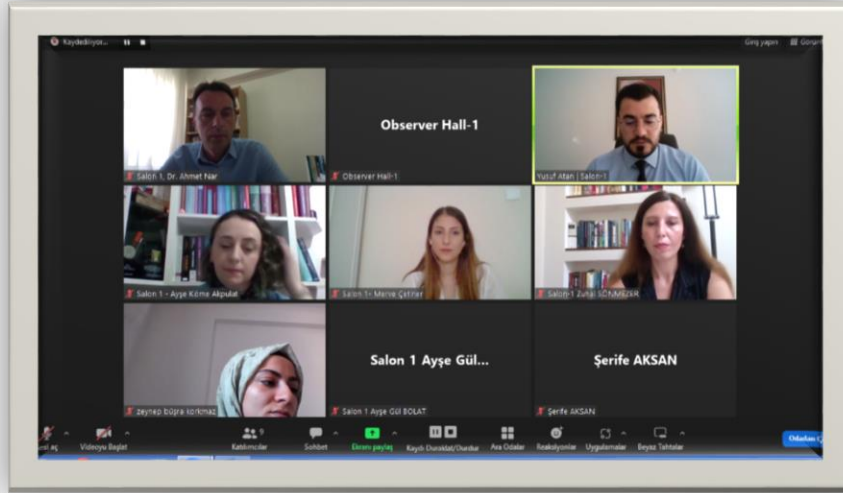 Kaydediliyor...
Giriş yapın
Observer Hall-1
Salon 1, Dr. Ahmet Nar
Observer Hall-1
Yusuf Atan | Salon-1
Salon 1 - Ayşe Köme Akpulat
Salon 1- Merve Çetiner
Salon-1 Zuhal SÖNMEZER
Salon 1 Ayşe Gül...
Şerife AKSAN
zeynep büşra korkmaz
Salon 1 Ayşe Gül BOLAT
Şerife AKSAN
9
Videoyu Başlat
Katılımcılar
Sohbet
Ekranı paylaş
Kaydı Duraklat/Durdur
Ara Odalar
Reaksiyonlar
Uygulamalar
Beyaz Tahtalar